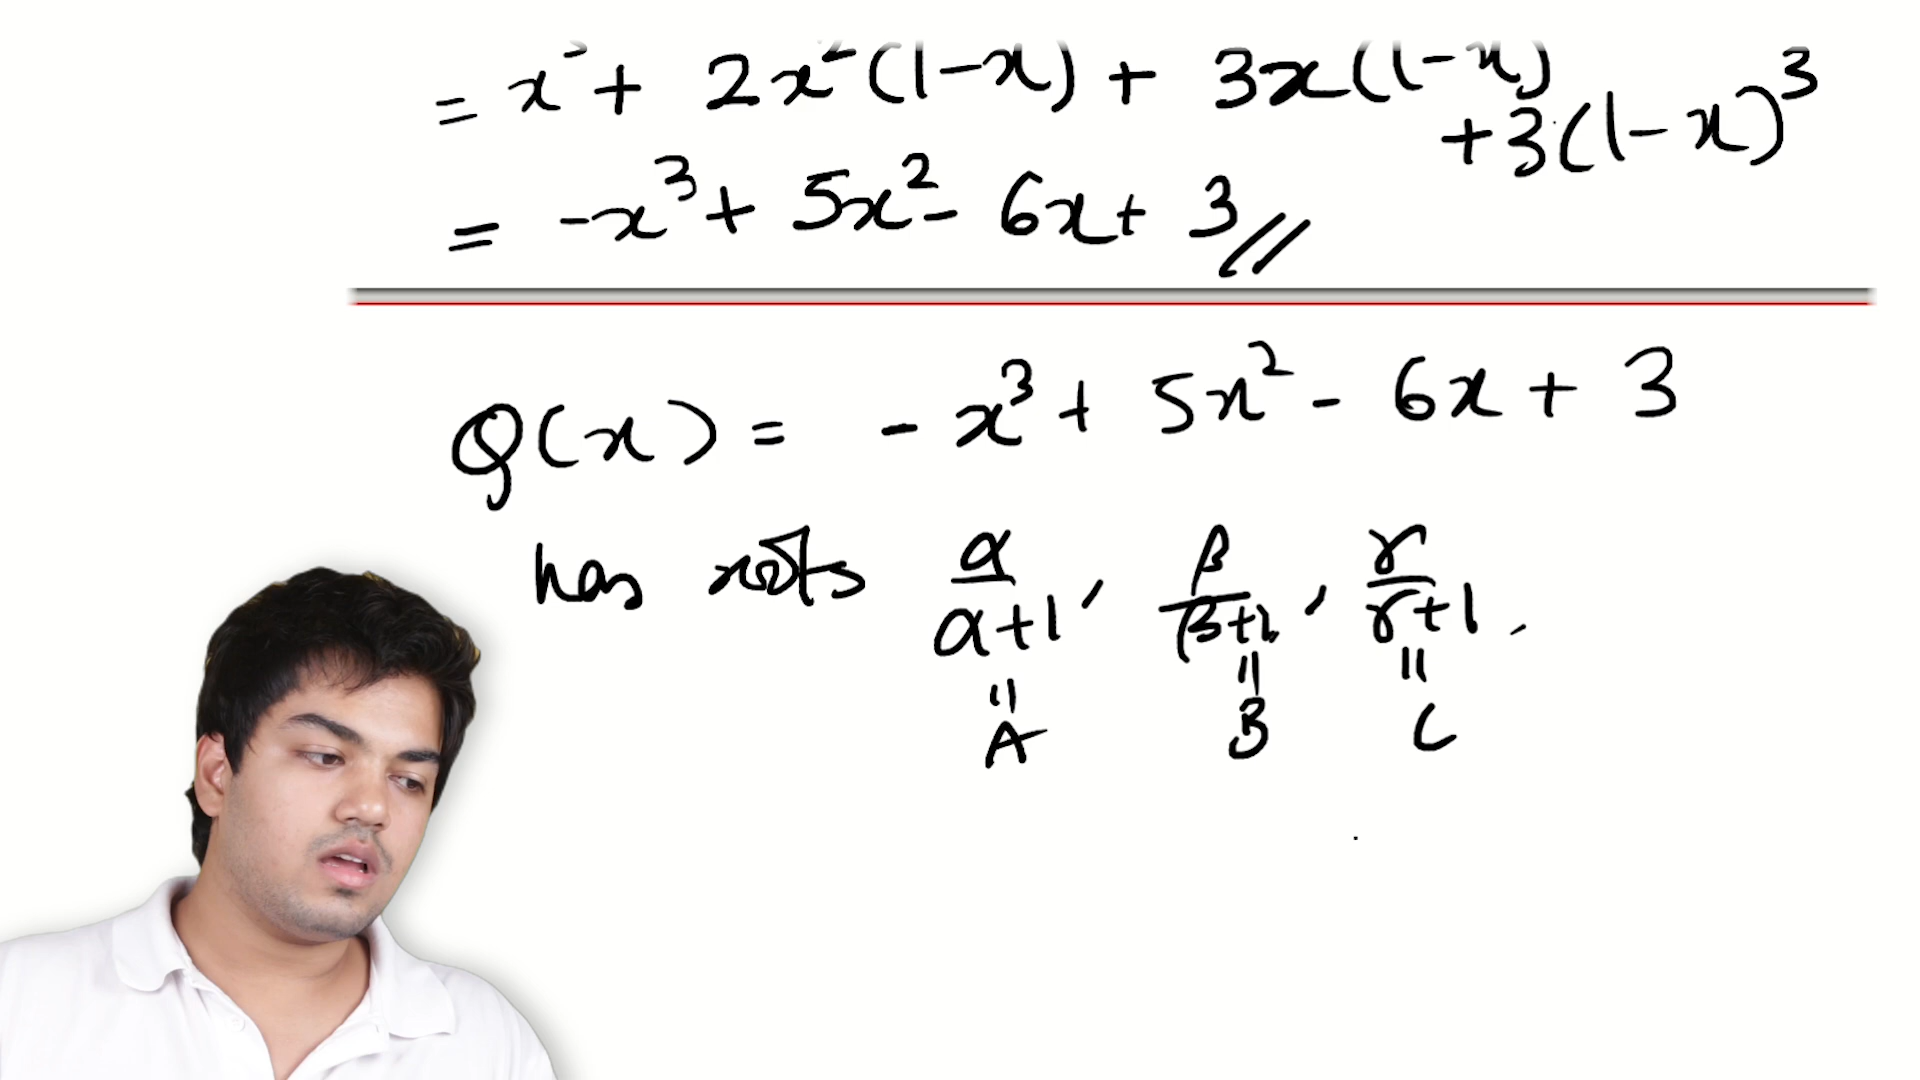 = x³ + 2x²(1-x) + 3x(1-x)
+3(1-x)³
= -x³ + 5x² - 6x + 3 //
Q(x) = - x³ + 5x² - 6x + 3
has roots α/(α+1) , β/(β+1) , γ/(γ+1) .
= = =
A B C